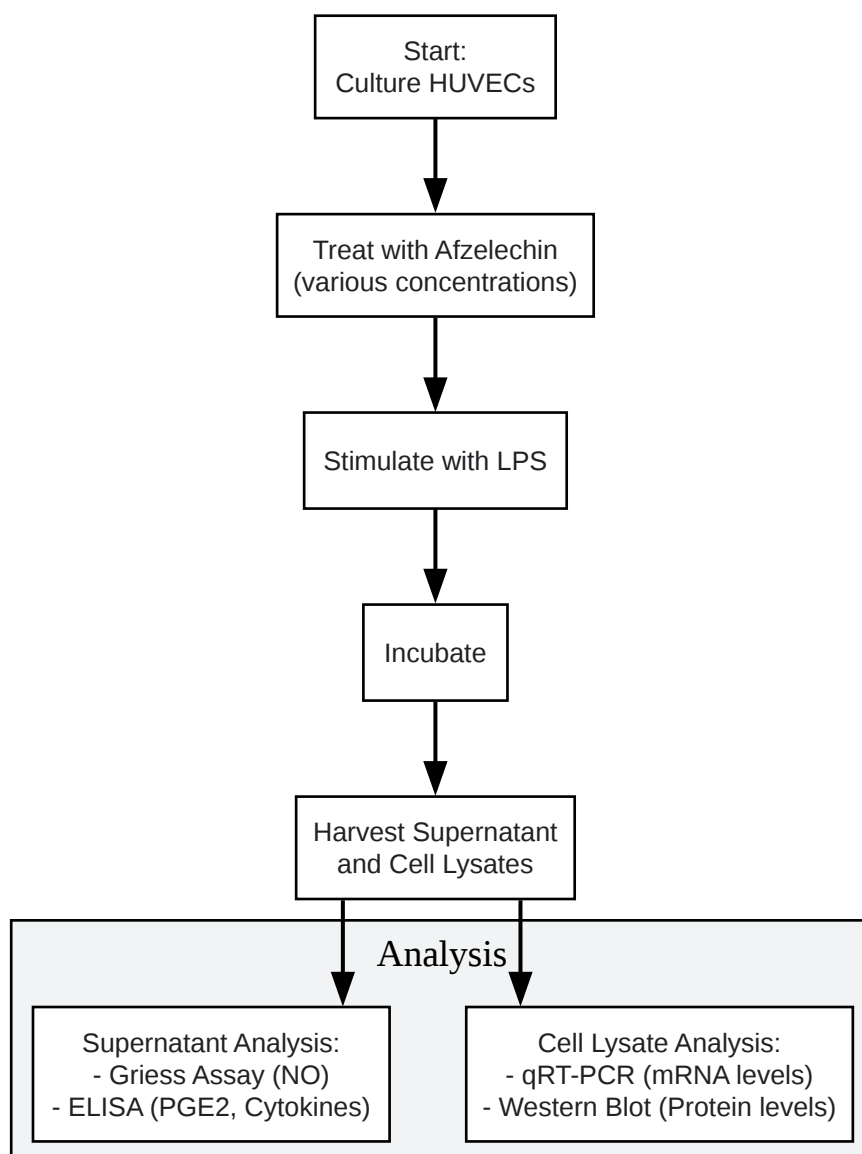 Start:
Culture HUVECs
Treat with Afzelechin
(various concentrations)
Stimulate with LPS
Incubate
Harvest Supernatant
and Cell Lysates
Analysis
Supernatant Analysis:
- Griess Assay (NO)
- ELISA (PGE2, Cytokines)
Cell Lysate Analysis:
- qRT-PCR (mRNA levels)
- Western Blot (Protein levels)